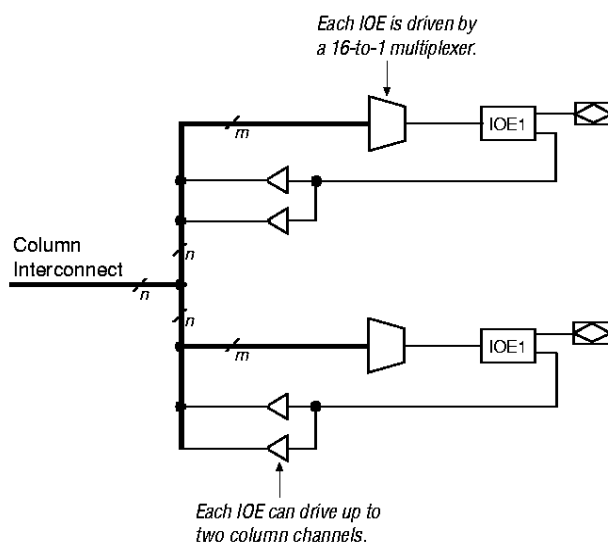 Each IOE is driven by
a 16-to-1 multiplexer.
m
IOE1
Column
Interconnect
n
n
n
m
IOE1
Each IOE can drive up to
two column channels.